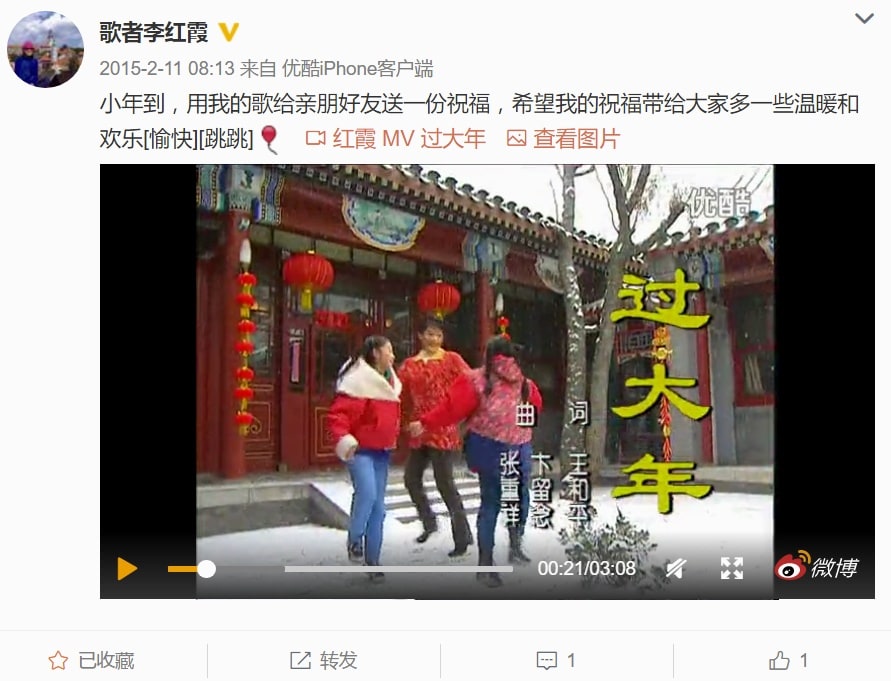 歌者李红霞
2015-2-11 08:13 来自 优酷iPhone客户端
小年到，用我的歌给亲朋好友送一份祝福，希望我的祝福带给大家多一些温暖和
欢乐[愉快][跳跳] 红霞 MV 过大年 查看图片
优酷
过大年
词 王和平
卞留念
曲 张重祥
00:21/03:08
微博
已收藏
转发
1
1